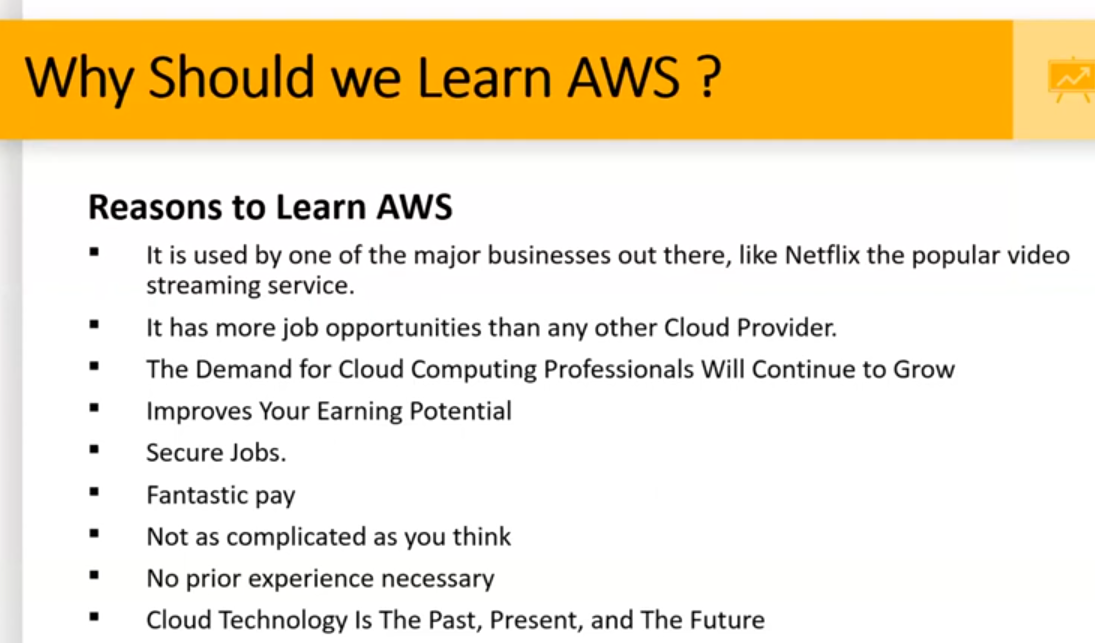 Why Should we Learn AWS ?
Reasons to Learn AWS
▪ It is used by one of the major businesses out there, like Netflix the popular video
streaming service.
▪ It has more job opportunities than any other Cloud Provider.
▪ The Demand for Cloud Computing Professionals Will Continue to Grow
▪ Improves Your Earning Potential
▪ Secure Jobs.
▪ Fantastic pay
▪ Not as complicated as you think
▪ No prior experience necessary
▪ Cloud Technology Is The Past, Present, and The Future